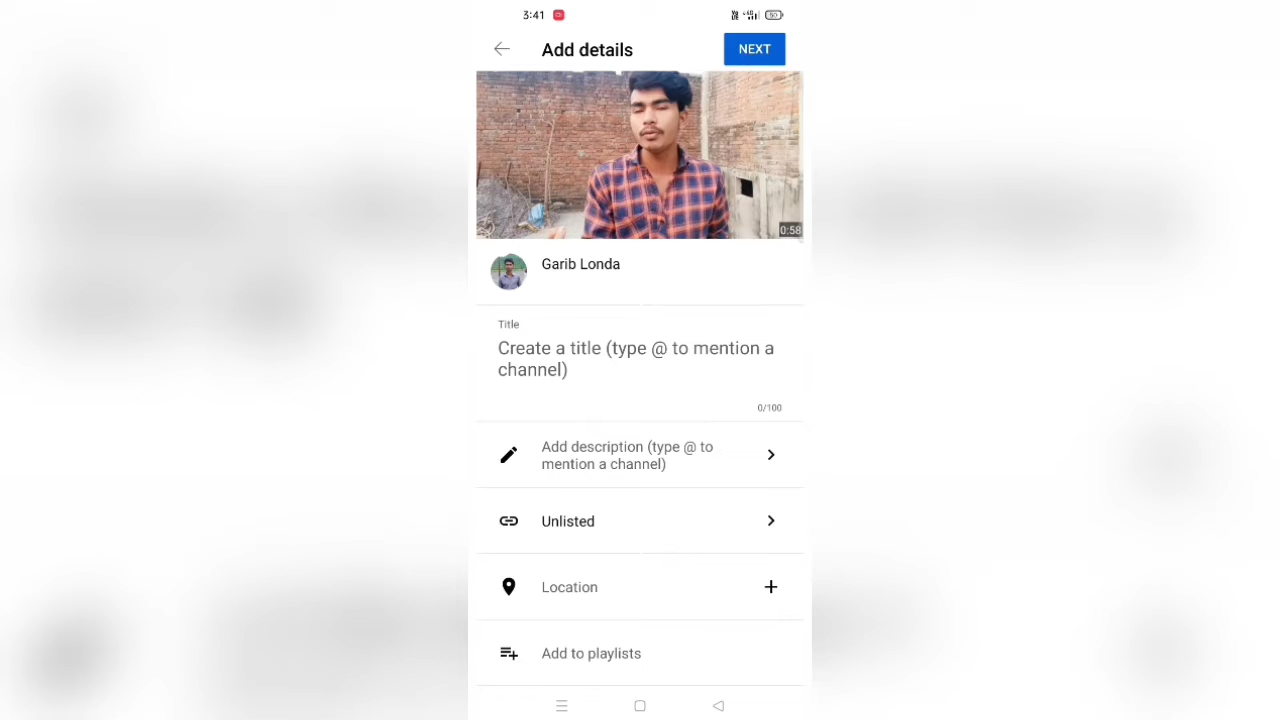 3:41
Add details
NEXT
0:58
Garib Londa
Title
Create a title (type @ to mention a
channel)
0/100
Add description (type @ to
mention a channel)
Unlisted
Location
Add to playlists